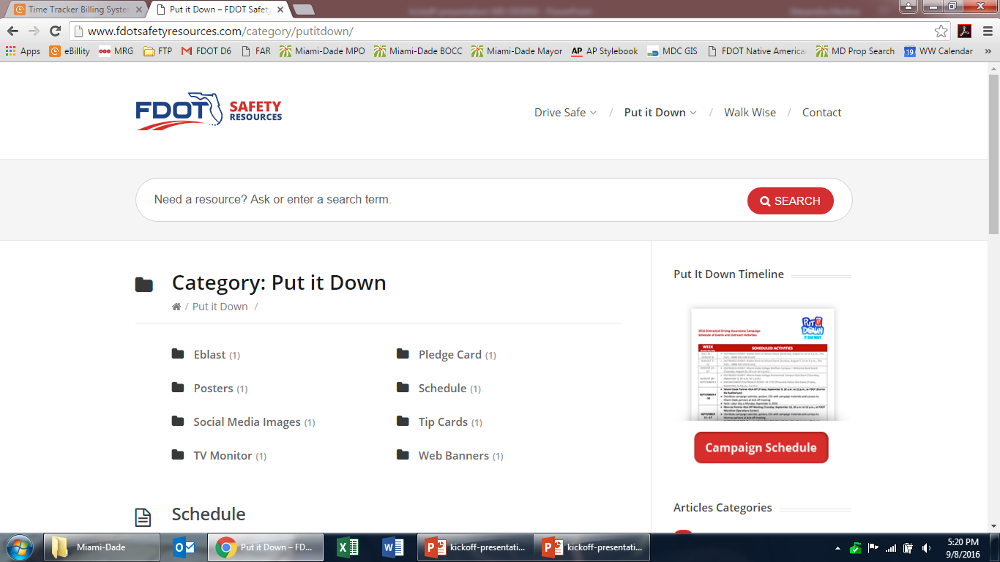 Time Tracker Billing Syste
Put it Down – FDOT Safety
www.fdotsafetyresources.com/category/putitdown/
Apps eBillity MRG FTP FDOT D6 FAR Miami-Dade MPO Miami-Dade BOCC Miami-Dade Mayor AP AP Stylebook MDC GIS FDOT Native America MD Prop Search 19 WW Calendar »
FDOT SAFETY RESOURCES
Drive Safe / Put it Down / Walk Wise / Contact
Need a resource? Ask or enter a search term.
SEARCH
Category: Put it Down
/ Put it Down /
Eblast (1)
Pledge Card (1)
Posters (1)
Schedule (1)
Social Media Images (1)
Tip Cards (1)
TV Monitor (1)
Web Banners (1)
Schedule
Put It Down Timeline
PUT IT DOWN
IT CAN WAIT
2016 Distracted Driving Awareness Campaign
Schedule of Events and Outreach Activities
WEEK SCHEDULED ACTIVITIES
Campaign Schedule
Articles Categories
Miami-Dade
Put it Down – FD...
kickoff-presentati...
kickoff-presentati...
5:20 PM
9/8/2016